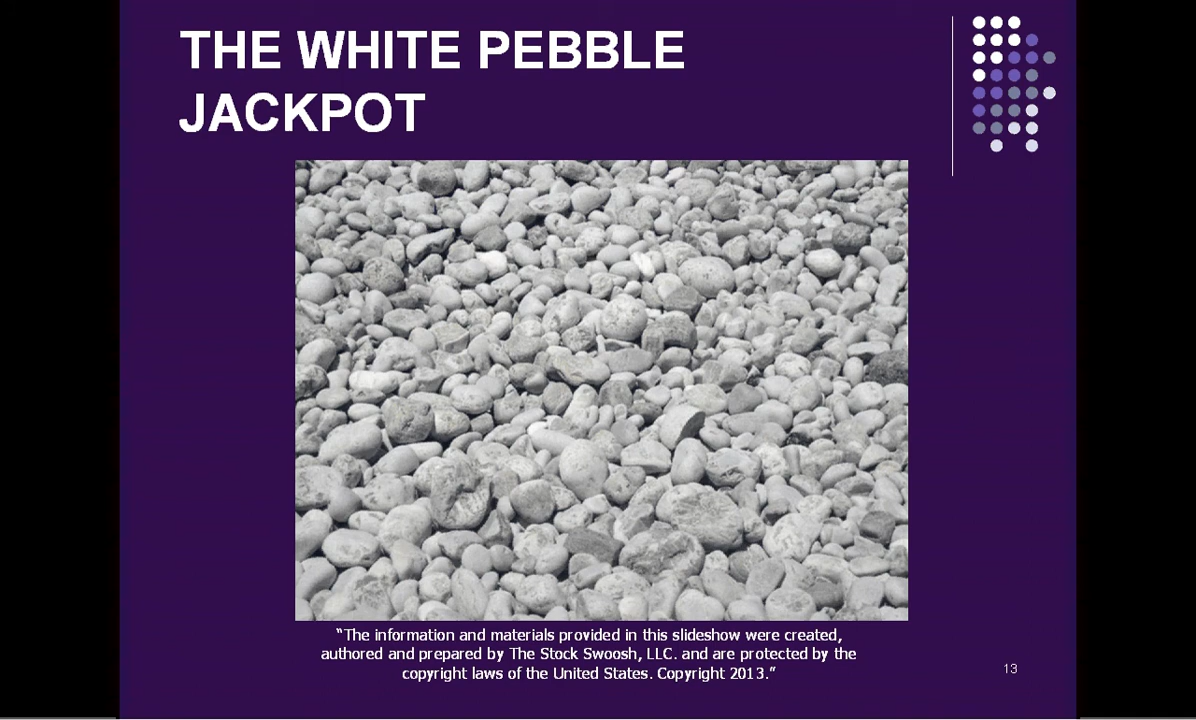 THE WHITE PEBBLE
JACKPOT
“The information and materials provided in this slideshow were created,
authored and prepared by The Stock Swoosh, LLC. and are protected by the
copyright laws of the United States. Copyright 2013.”
13